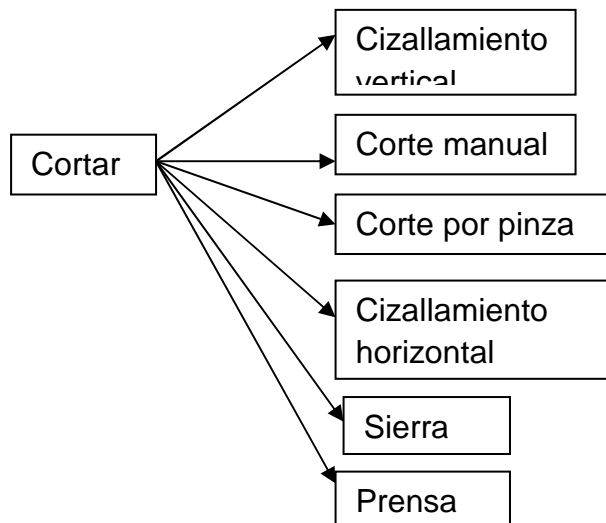 Cizallamiento
vertical
Cortar
Corte manual
Corte por pinza
Cizallamiento
horizontal
Sierra
Prensa